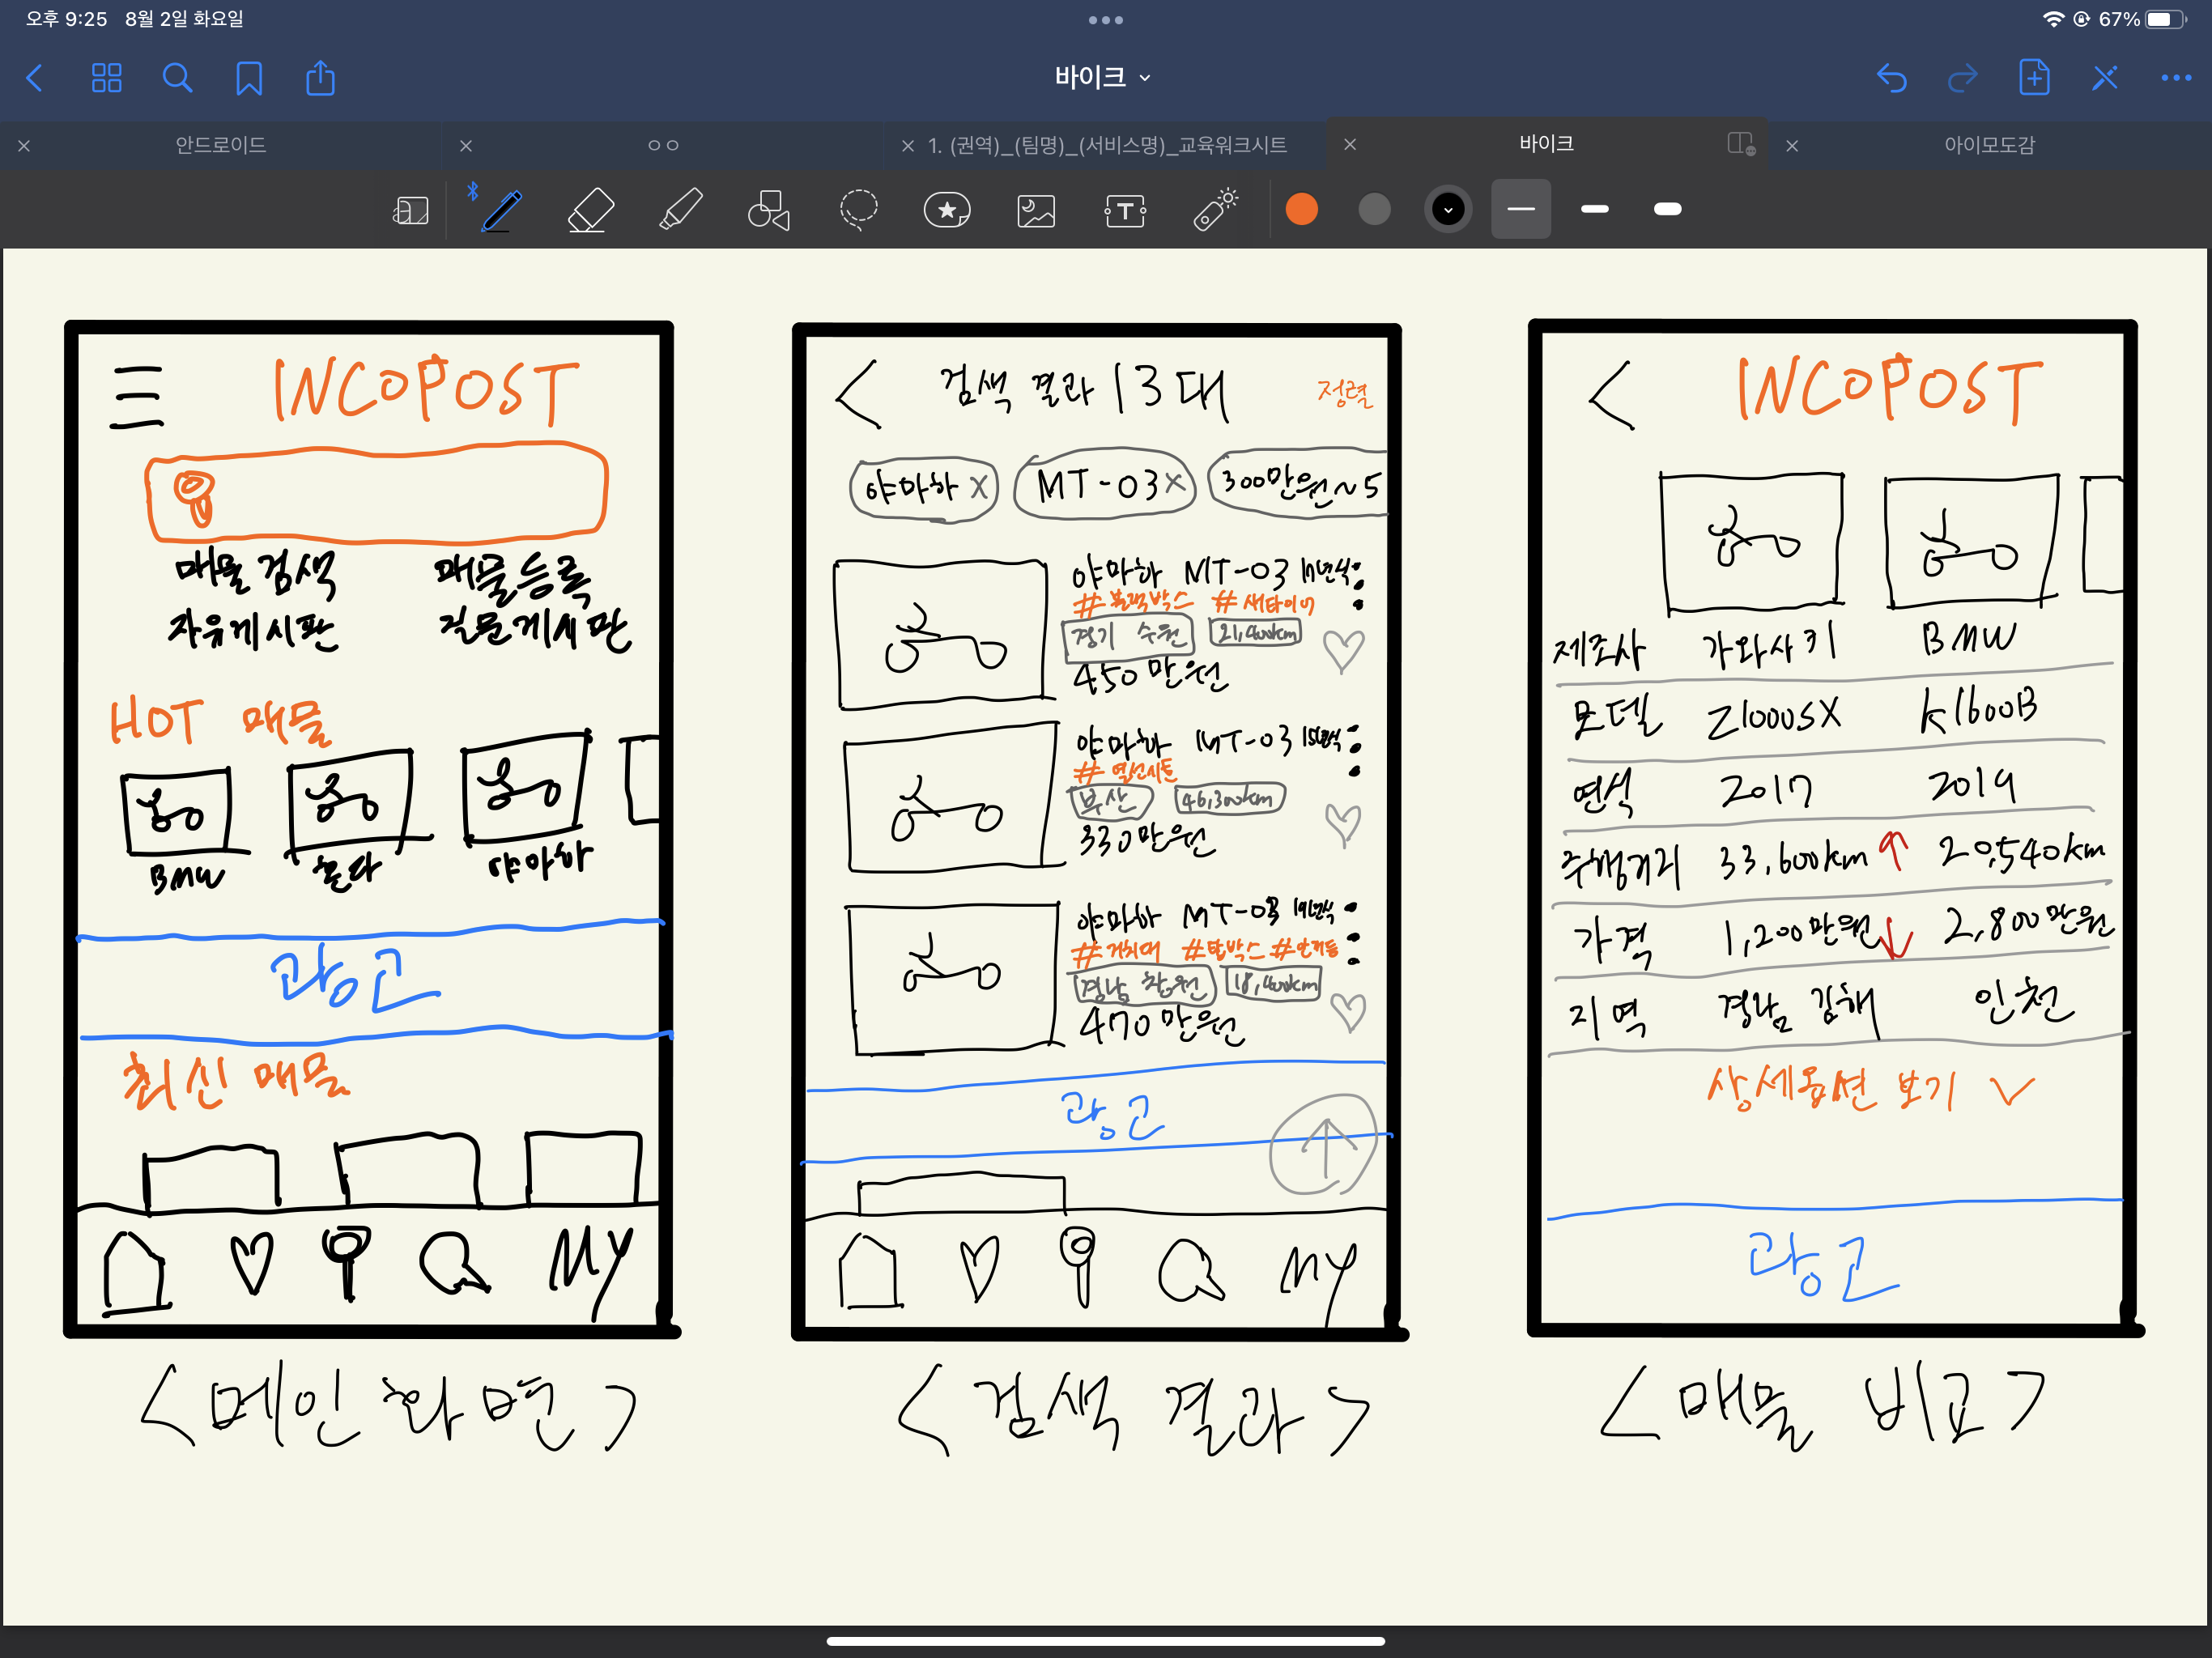 오후 9:25 8월 2일 화요일
67%
바이크
안드로이드
ㅇㅇ
1. (권역)_(팀명)_(서비스명)_교육워크시트
바이크
아이모도감
INCOPOST
매물 검색 매물등록
자유게시판 질문게시판
HOT 매물
BMW 혼다 야마하
광고
최신 매물
MY
<메인화면>
검색 결과 13대
정렬
야마하 X MT-03 X 300만원~5
야마하 MT-03 17년식
#블랙박스 #새타이어
경기 수원 21,400km
450만원
야마하 MT-03 15년식
#열선시트
부산 46,300km
330만원
야마하 MT-03 19년식
#거치대 #탑박스 #안개등
경남 창원 18,400km
470만원
광고
MY
<검색 결과>
INCOPOST
제조사 가와사키 BMW
모델 Z1000SX K1600B
연식 2017 2019
주행거리 33,600km 20,540km
가격 1,200만원 2,800만원
지역 경남 김해 인천
상세옵션 보기
광고
<매물 비교>